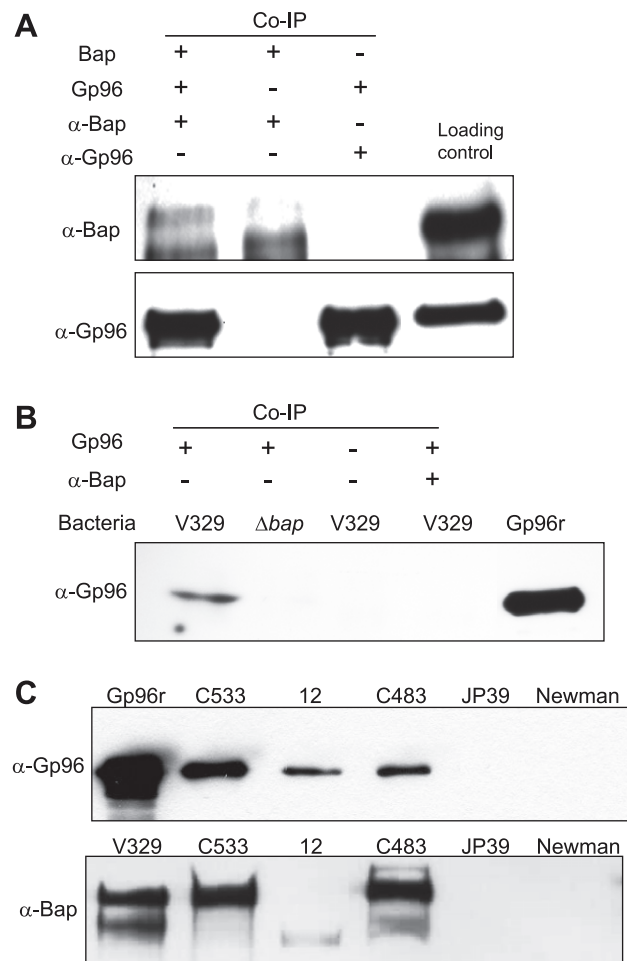 A
Co-IP
Bap + + -
Gp96 + - +
α-Bap + + -
α-Gp96 - - +
Loading
control
α-Bap
α-Gp96
B
Co-IP
Gp96 + + - +
α-Bap - - - +
Bacteria V329 Δbap V329 V329 Gp96r
α-Gp96
C
Gp96r C533 12 C483 JP39 Newman
α-Gp96
V329 C533 12 C483 JP39 Newman
α-Bap